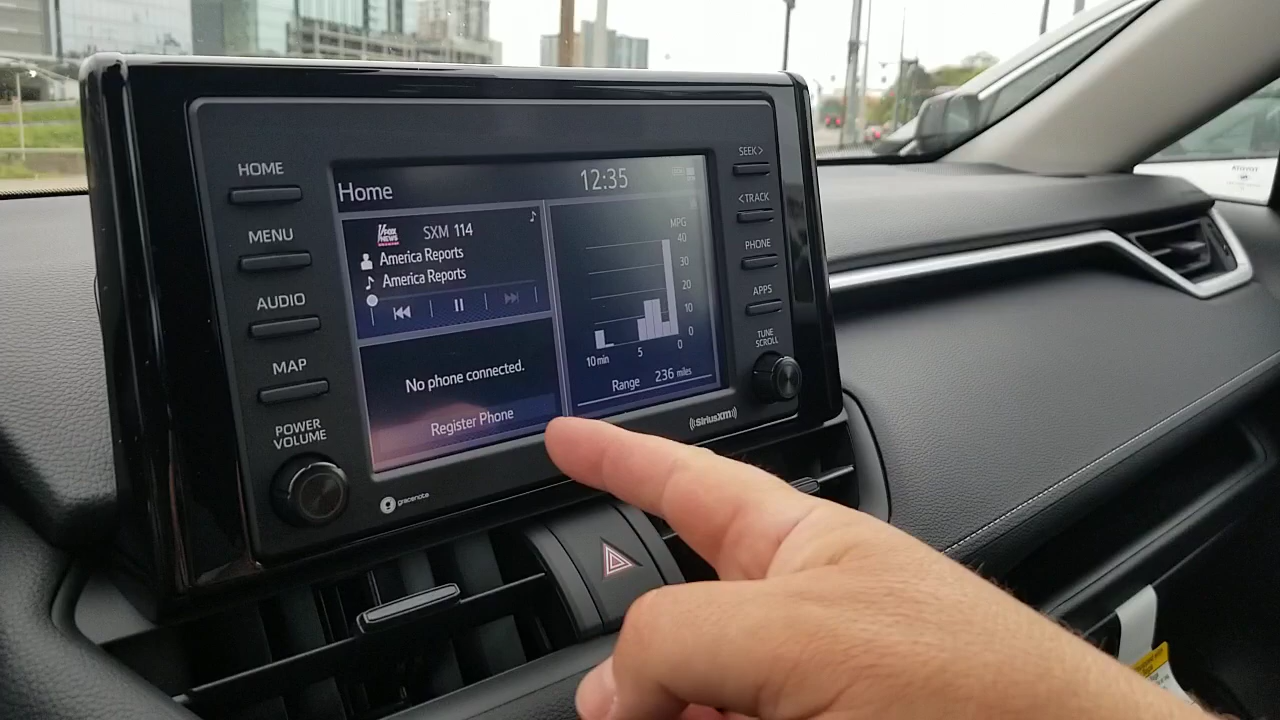 HOME
MENU
AUDIO
MAP
POWER
VOLUME
Home
12:35
FOX
NEWS
SXM 114
America Reports
America Reports
No phone connected.
Register Phone
MPG
40
30
20
10
0
10 min
5
0
Range 236 miles
SEEK>
<TRACK
PHONE
APPS
TUNE
SCROLL
gracenote
((SiriusXM))